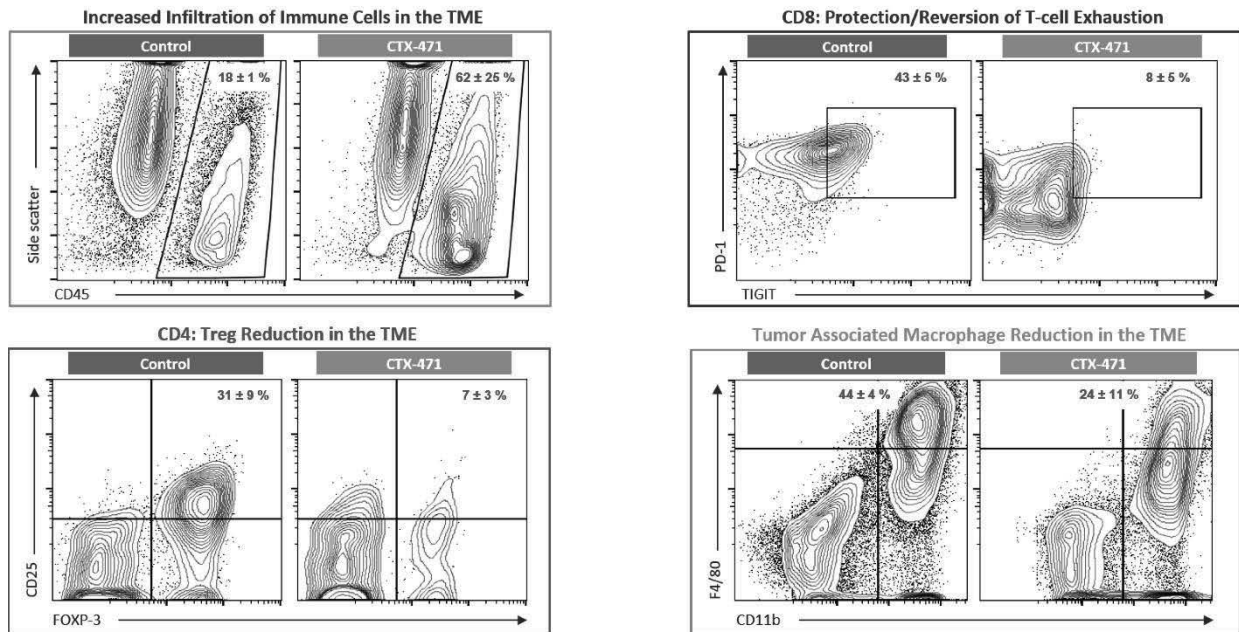 Increased Infiltration of Immune Cells in the TME
Control
CTX-471
18 ± 1 %
62 ± 25 %
Side scatter
CD45
CD8: Protection/Reversion of T-cell Exhaustion
Control
CTX-471
43 ± 5 %
8 ± 5 %
PD-1
TIGIT
CD4: Treg Reduction in the TME
Control
CTX-471
31 ± 9 %
7 ± 3 %
CD25
FOXP-3
Tumor Associated Macrophage Reduction in the TME
Control
CTX-471
44 ± 4 %
24 ± 11 %
F4/80
CD11b